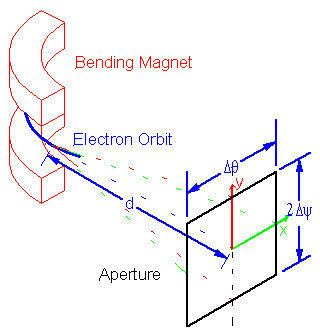 Bending Magnet
Electron Orbit
Δθ
d
y
2 Δψ
x
Aperture